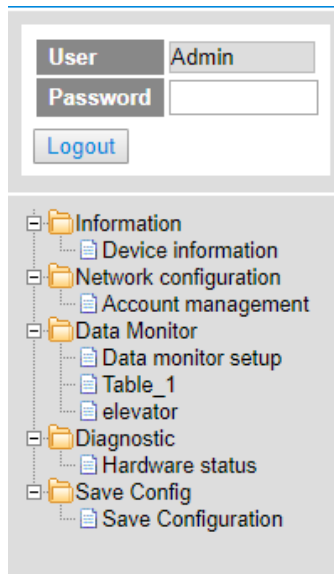 User Admin
Password
Logout
Information
Device information
Network configuration
Account management
Data Monitor
Data monitor setup
Table_1
elevator
Diagnostic
Hardware status
Save Config
Save Configuration